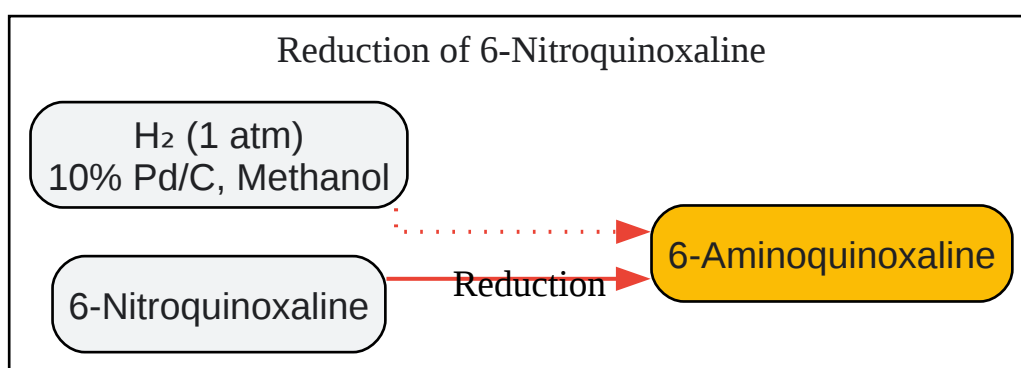 Reduction of 6-Nitroquinoxaline
H₂ (1 atm)
10% Pd/C, Methanol
6-Aminoquinoxaline
Reduction
6-Nitroquinoxaline